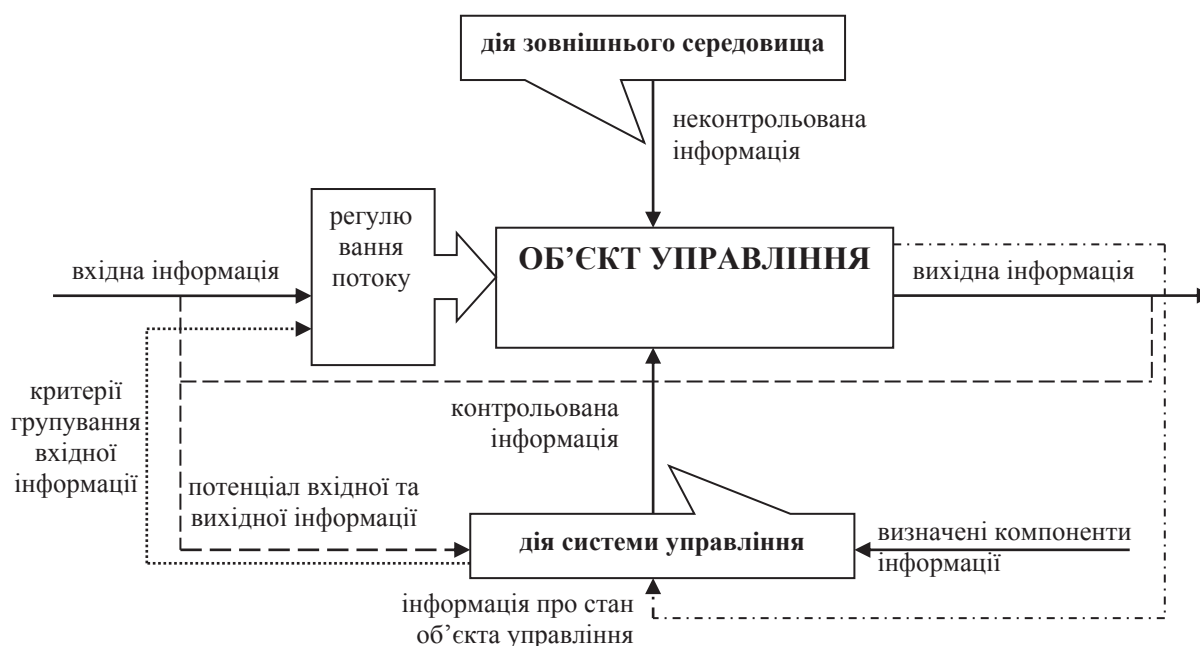 дія зовнішнього середовища
неконтрольована
інформація
регулю
вання
потоку
ОБ’ЄКТ УПРАВЛІННЯ
вхідна інформація
вихідна інформація
критерії
групування
вхідної
інформації
контрольована
інформація
потенціал вхідної та
вихідної інформації
дія системи управління
визначені компоненти
інформації
інформація про стан
об’єкта управління